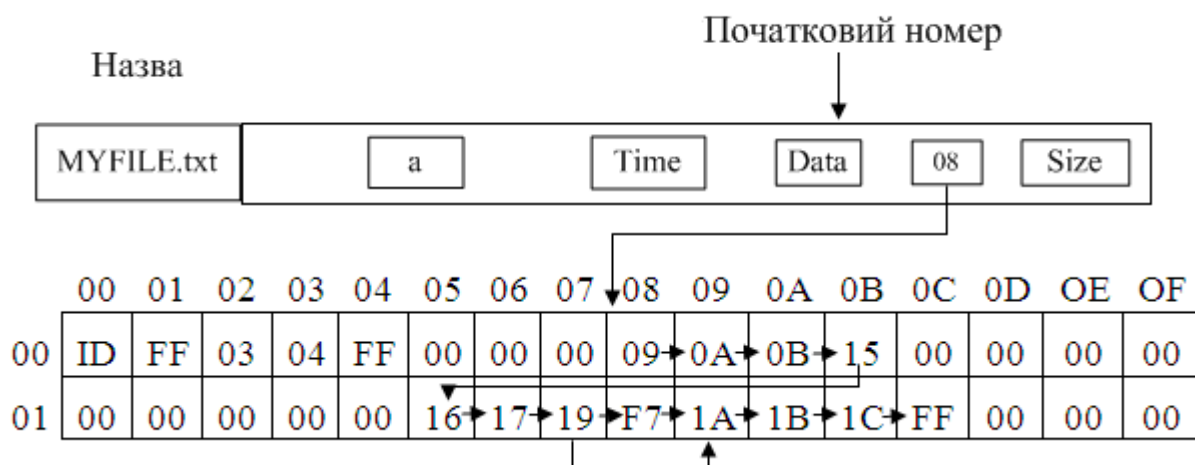 Початковий номер
Назва
MYFILE.txt a Time Data 08 Size
00 01 02 03 04 05 06 07 08 09 0A 0B 0C 0D OE OF
00 ID FF 03 04 FF 00 00 00 09 0A 0B 15 00 00 00 00
01 00 00 00 00 00 16 17 19 F7 1A 1B 1C FF 00 00 00